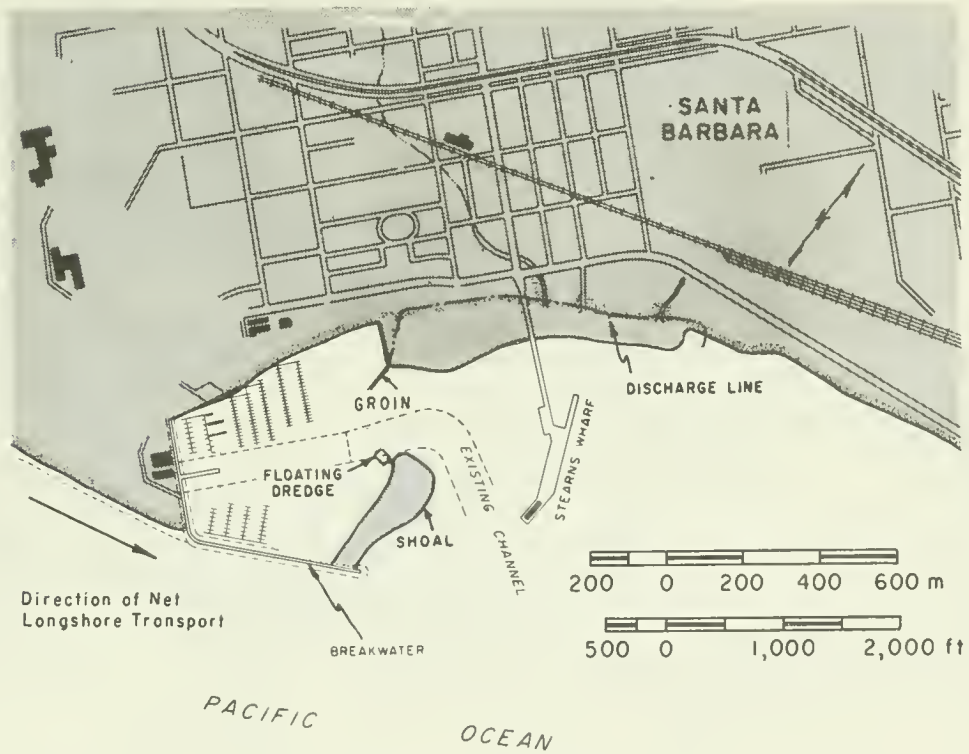 SANTA
BARBARA
DISCHARGE LINE
GROIN
FLOATING
DREDGE
EXISTING CHANNEL
STEARNS WHARF
SHOAL
Direction of Net
Longshore Transport
BREAKWATER
200 0 200 400 600 m
500 0 1,000 2,000 ft
PACIFIC
OCEAN